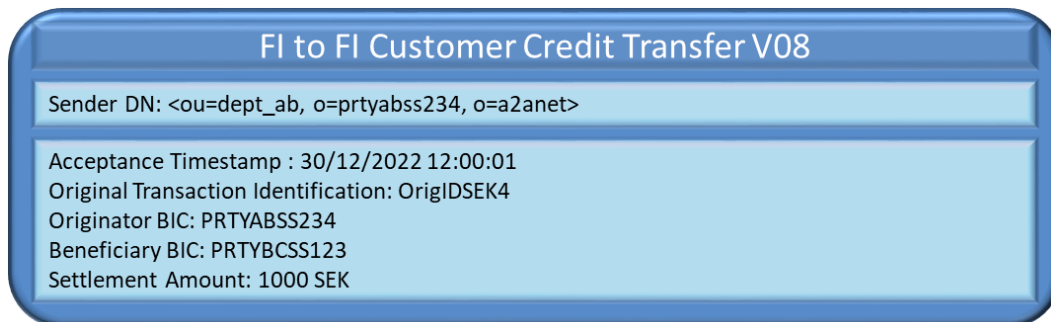 FI to FI Customer Credit Transfer V08
Sender DN: <ou=dept_ab, o=prtyabss234, o=a2anet>
Acceptance Timestamp : 30/12/2022 12:00:01
Original Transaction Identification: OrigIDSEK4
Originator BIC: PRTYABSS234
Beneficiary BIC: PRTYBCSS123
Settlement Amount: 1000 SEK